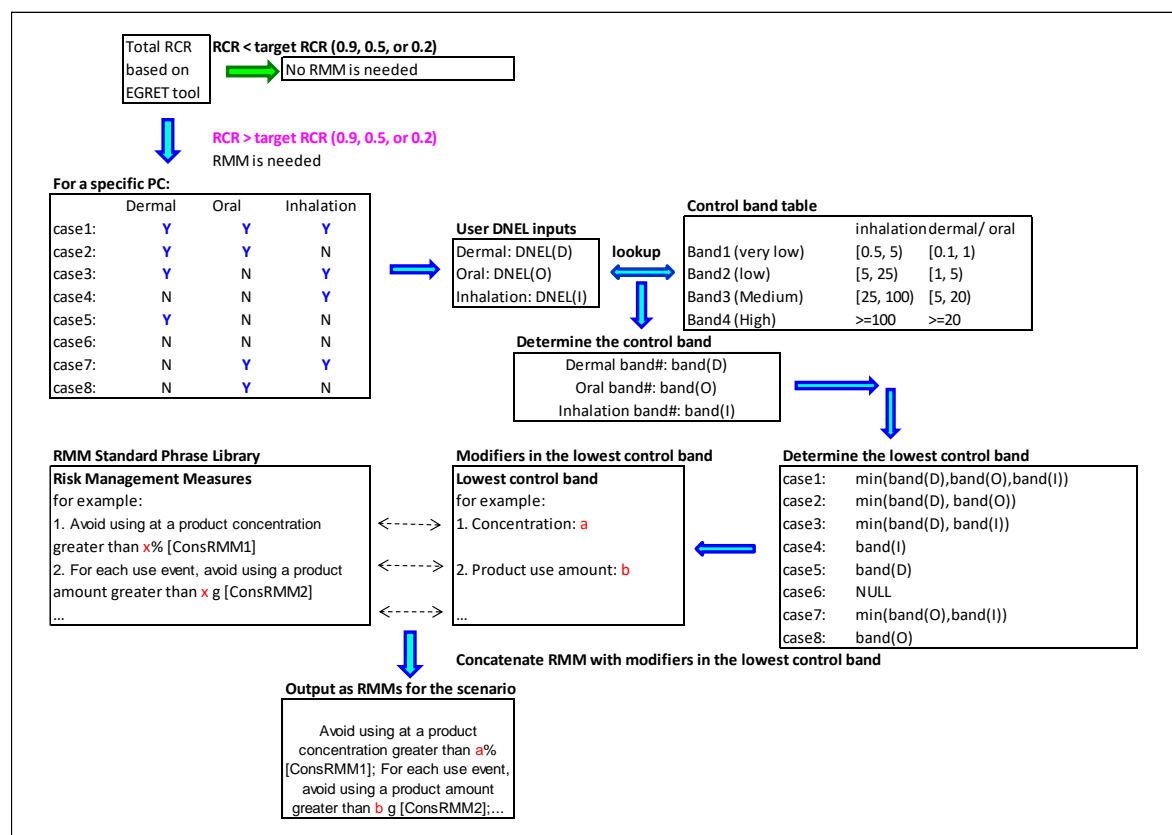 Total RCR
based on
EGRET tool
RCR < target RCR (0.9, 0.5, or 0.2)
No RMM is needed
RCR > target RCR (0.9, 0.5, or 0.2)
RMM is needed
For a specific PC:
Dermal Oral Inhalation
case1: Y Y Y
case2: Y Y N
case3: Y N Y
case4: N N Y
case5: Y N N
case6: N N N
case7: N Y Y
case8: N Y N
User DNEL inputs
Dermal: DNEL(D)
Oral: DNEL(O)
Inhalation: DNEL(I)
lookup
Control band table
inhalation dermal/ oral
Band1 (very low) [0.5, 5) [0.1, 1)
Band2 (low) [5, 25) [1, 5)
Band3 (Medium) [25, 100) [5, 20)
Band4 (High) >=100 >=20
Determine the control band
Dermal band#: band(D)
Oral band#: band(O)
Inhalation band#: band(I)
Determine the lowest control band
case1: min(band(D),band(O),band(I))
case2: min(band(D), band(O))
case3: min(band(D), band(I))
case4: band(I)
case5: band(D)
case6: NULL
case7: min(band(O),band(I))
case8: band(O)
Modifiers in the lowest control band
Lowest control band
for example:
1. Concentration: a
2. Product use amount: b
...
RMM Standard Phrase Library
Risk Management Measures
for example:
1. Avoid using at a product concentration
greater than x% [ConsRMM1]
2. For each use event, avoid using a product
amount greater than x g [ConsRMM2]
...
Concatenate RMM with modifiers in the lowest control band
Output as RMMs for the scenario
Avoid using at a product
concentration greater than a%
[ConsRMM1]; For each use event,
avoid using a product amount
greater than b g [ConsRMM2];...